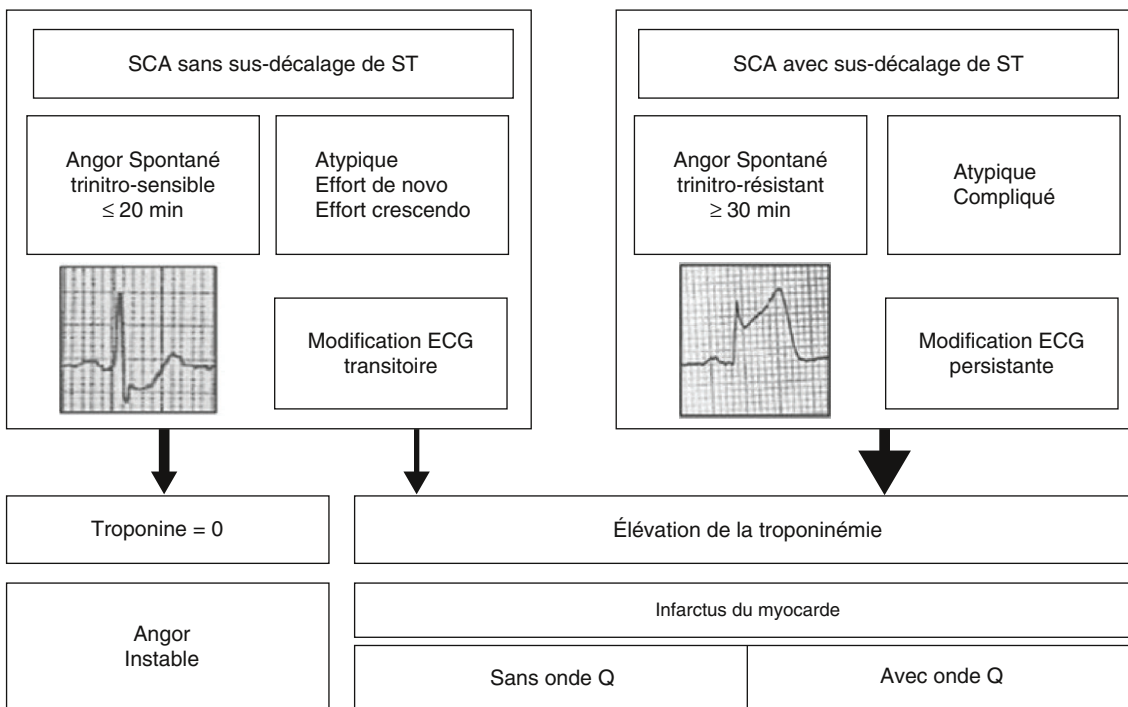 SCA sans sus-décalage de ST
Angor Spontané
trinitro-sensible
≤ 20 min
Atypique
Effort de novo
Effort crescendo
Modification ECG
transitoire
SCA avec sus-décalage de ST
Angor Spontané
trinitro-résistant
≥ 30 min
Atypique
Compliqué
Modification ECG
persistante
Troponine = 0
Élévation de la troponinémie
Angor
Instable
Infarctus du myocarde
Sans onde Q
Avec onde Q